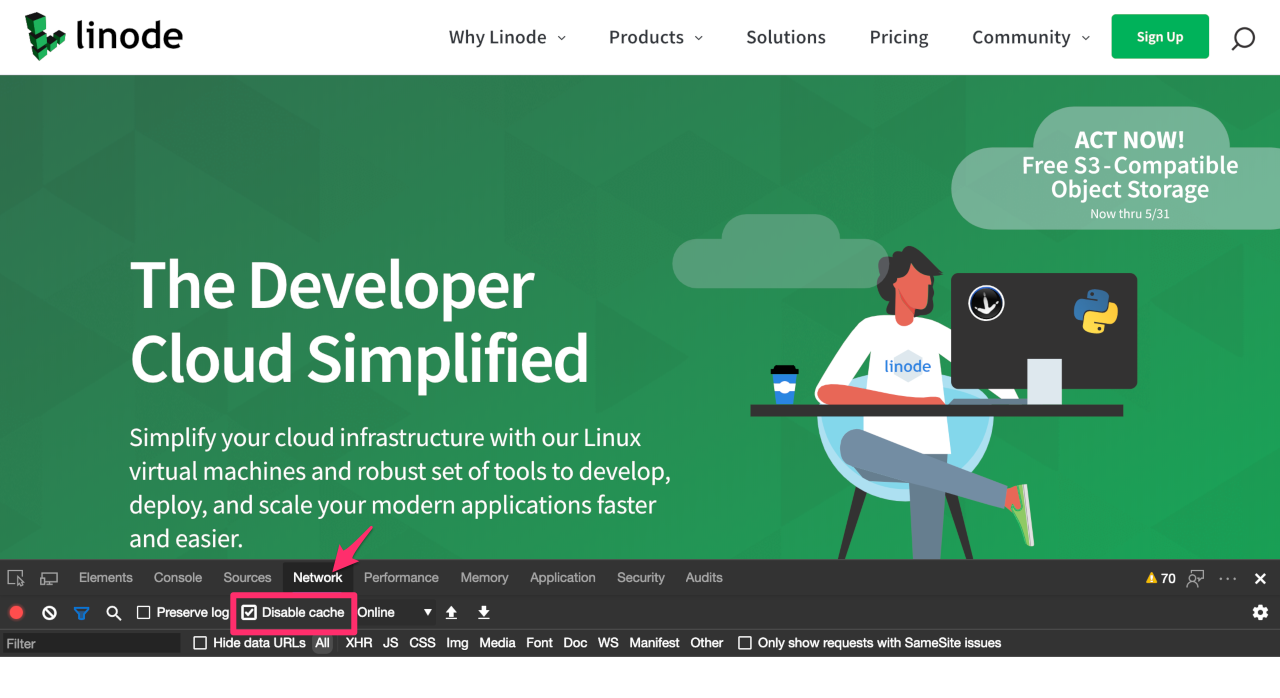 linode
Why Linode Products Solutions Pricing Community Sign Up
ACT NOW!
Free S3-Compatible
Object Storage
Now thru 5/31
The Developer
Cloud Simplified
linode
Simplify your cloud infrastructure with our Linux
virtual machines and robust set of tools to develop,
deploy, and scale your modern applications faster
and easier.
Elements Console Sources Network Performance Memory Application Security Audits 70
Preserve log Disable cache Online
Filter Hide data URLs All XHR JS CSS Img Media Font Doc WS Manifest Other Only show requests with SameSite issues